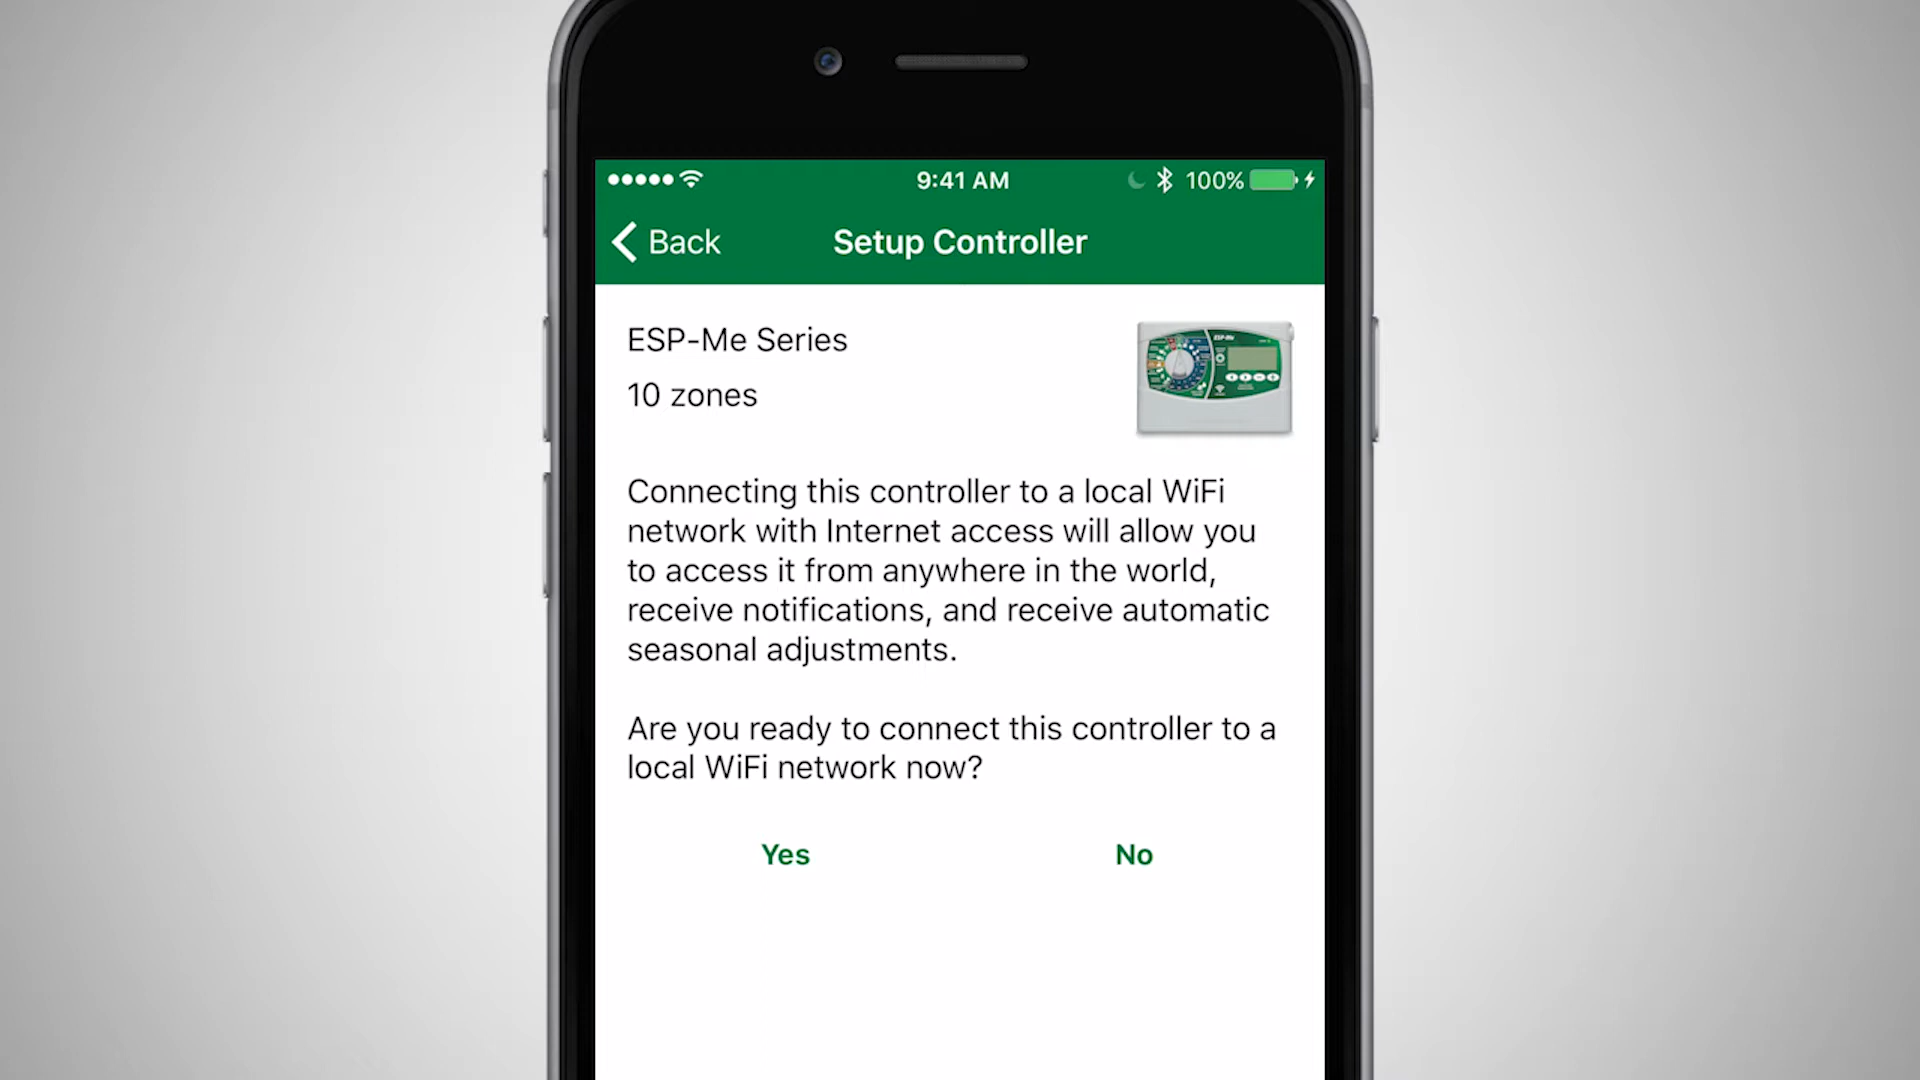 9:41 AM
100%
Back
Setup Controller
ESP-Me Series
10 zones
ESP-Me
Connecting this controller to a local WiFi
network with Internet access will allow you
to access it from anywhere in the world,
receive notifications, and receive automatic
seasonal adjustments.
Are you ready to connect this controller to a
local WiFi network now?
Yes
No